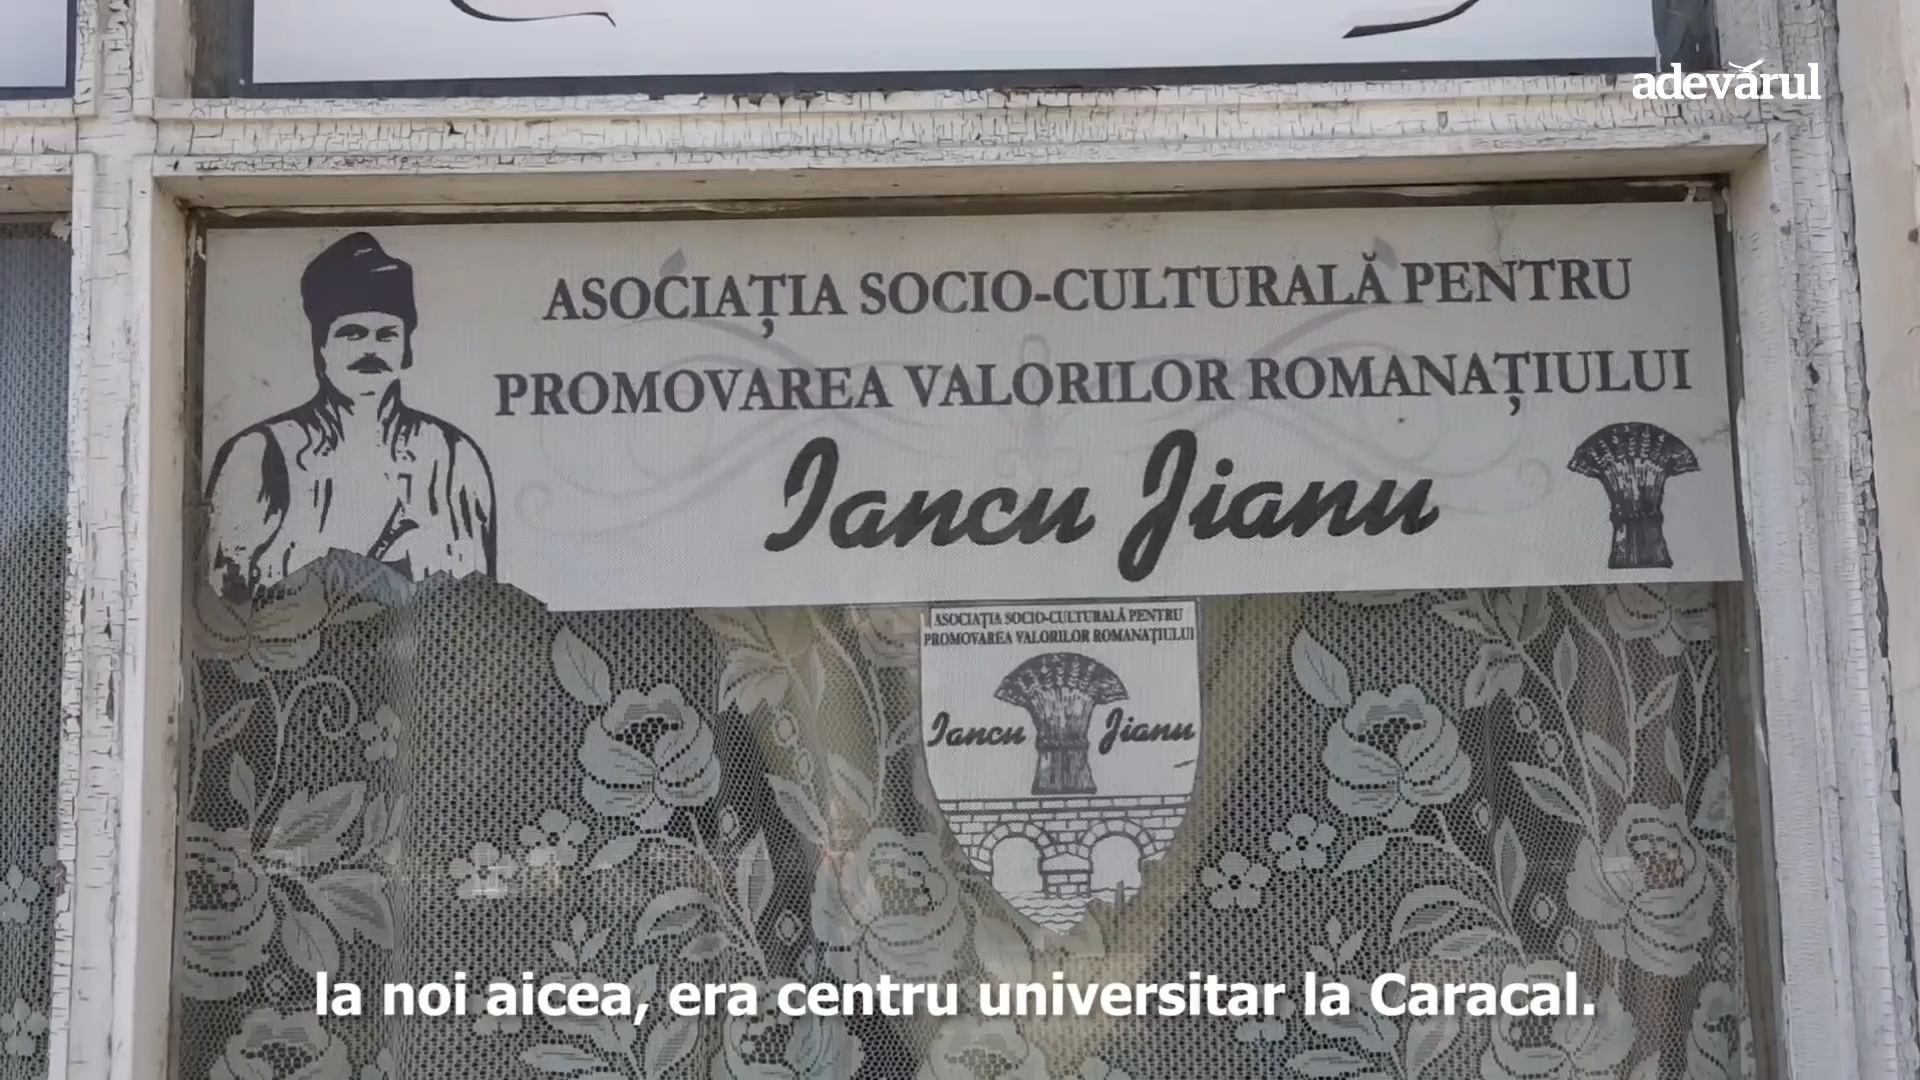 adevărul
ASOCIAȚIA SOCIO-CULTURALĂ PENTRU
PROMOVAREA VALORILOR ROMANAȚIULUI
Iancu Jianu
ASOCIAȚIA SOCIO-CULTURALĂ PENTRU
PROMOVAREA VALORILOR ROMANAȚIULUI
Iancu Jianu
la noi aicea, era centru universitar la Caracal.